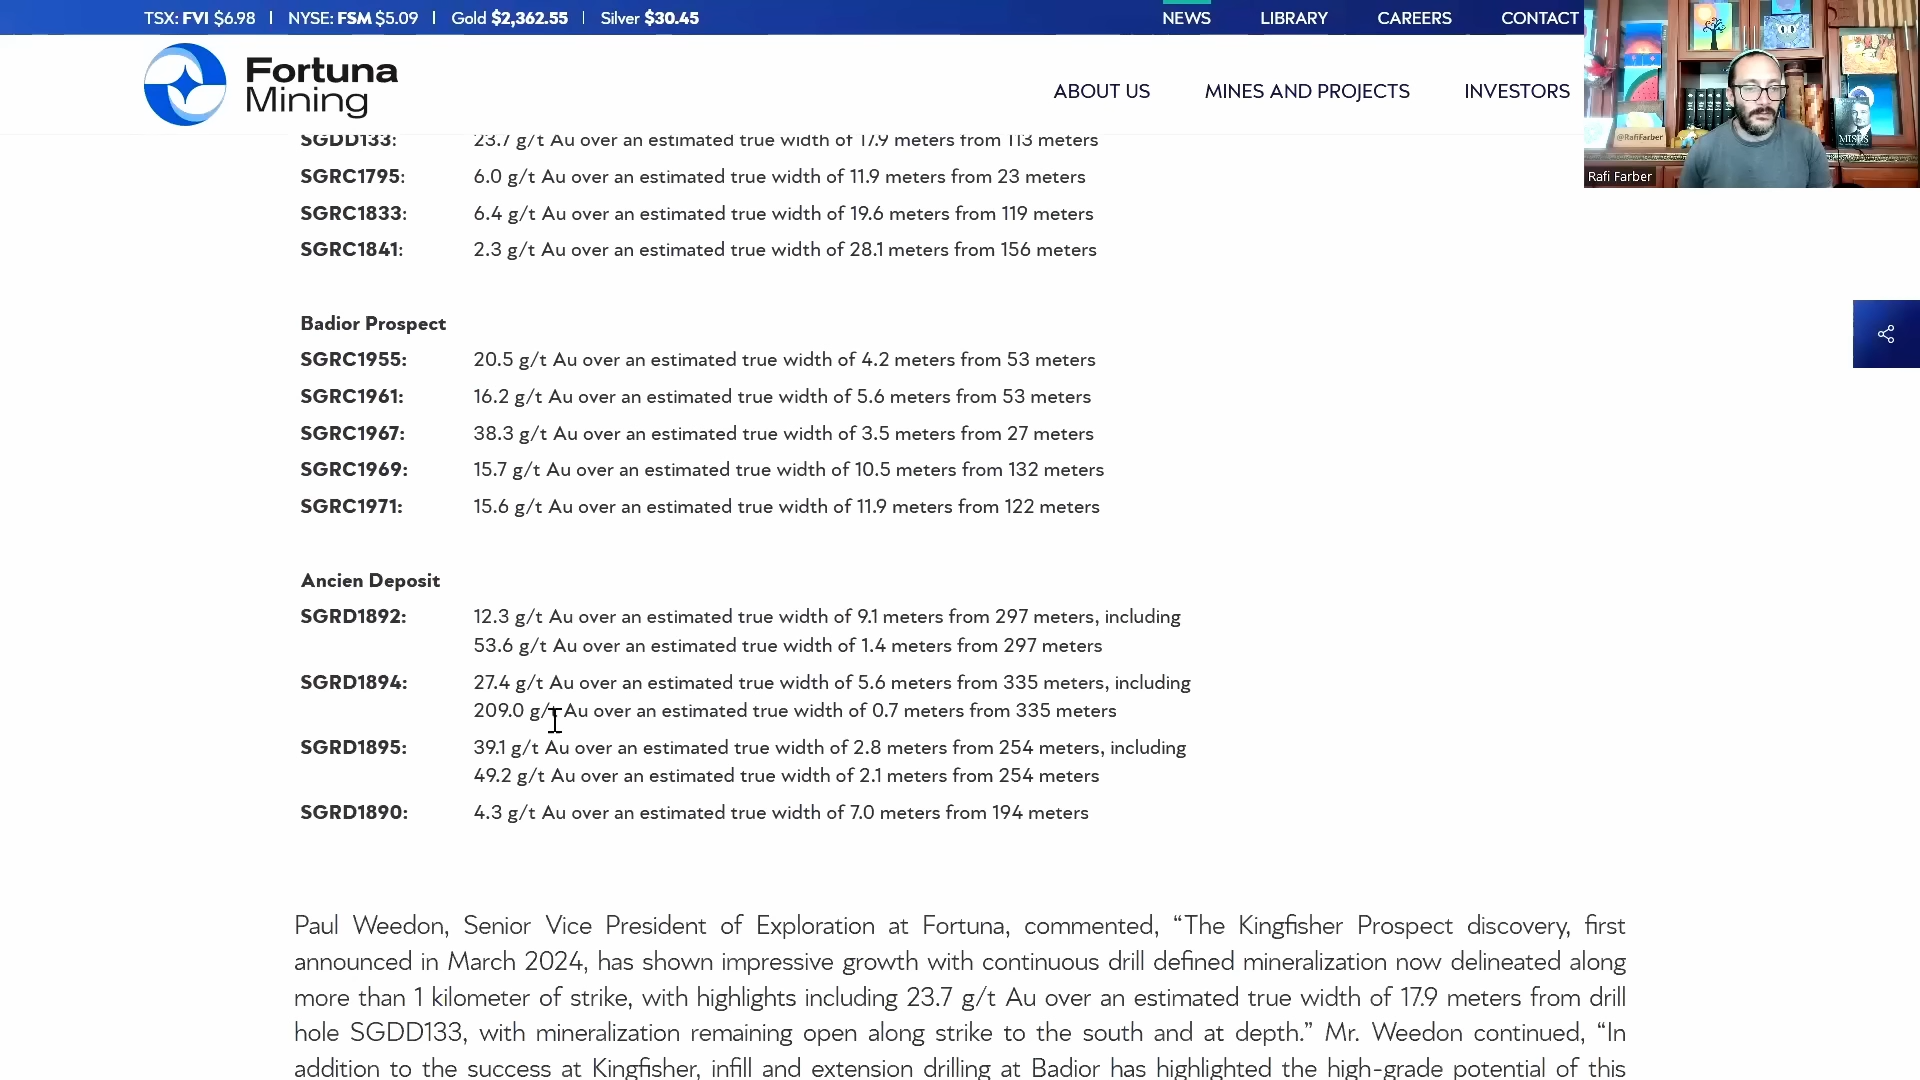 TSX: FVI $6.98 | NYSE: FSM $5.09 | Gold $2,362.55 | Silver $30.45
NEWS LIBRARY CAREERS CONTACT
Fortuna
Mining
ABOUT US MINES AND PROJECTS INVESTORS
@RafiFarber
MISES
Rafi Farber
SGDD133: 23.7 g/t Au over an estimated true width of 17.9 meters from 113 meters
SGRC1795: 6.0 g/t Au over an estimated true width of 11.9 meters from 23 meters
SGRC1833: 6.4 g/t Au over an estimated true width of 19.6 meters from 119 meters
SGRC1841: 2.3 g/t Au over an estimated true width of 28.1 meters from 156 meters
Badior Prospect
SGRC1955: 20.5 g/t Au over an estimated true width of 4.2 meters from 53 meters
SGRC1961: 16.2 g/t Au over an estimated true width of 5.6 meters from 53 meters
SGRC1967: 38.3 g/t Au over an estimated true width of 3.5 meters from 27 meters
SGRC1969: 15.7 g/t Au over an estimated true width of 10.5 meters from 132 meters
SGRC1971: 15.6 g/t Au over an estimated true width of 11.9 meters from 122 meters
Ancien Deposit
SGRD1892: 12.3 g/t Au over an estimated true width of 9.1 meters from 297 meters, including
53.6 g/t Au over an estimated true width of 1.4 meters from 297 meters
SGRD1894: 27.4 g/t Au over an estimated true width of 5.6 meters from 335 meters, including
209.0 g/t Au over an estimated true width of 0.7 meters from 335 meters
SGRD1895: 39.1 g/t Au over an estimated true width of 2.8 meters from 254 meters, including
49.2 g/t Au over an estimated true width of 2.1 meters from 254 meters
SGRD1890: 4.3 g/t Au over an estimated true width of 7.0 meters from 194 meters
Paul Weedon, Senior Vice President of Exploration at Fortuna, commented, “The Kingfisher Prospect discovery, first
announced in March 2024, has shown impressive growth with continuous drill defined mineralization now delineated along
more than 1 kilometer of strike, with highlights including 23.7 g/t Au over an estimated true width of 17.9 meters from drill
hole SGDD133, with mineralization remaining open along strike to the south and at depth.” Mr. Weedon continued, “In
addition to the success at Kingfisher, infill and extension drilling at Badior has highlighted the high-grade potential of this